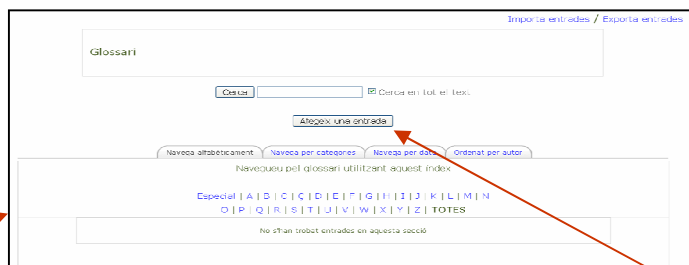 Importa entrades / Exporta entrades
Glossari
Cerca Cerca en tot el text
Afegeix una entrada
Navega alfabèticament Navega per categories Navega per data Ordenat per autor
Navegueu pel glossari utilitzant aquest índex
Especial | A | B | C | Ç | D | E | F | G | H | I | J | K | L | M | N
O | P | Q | R | S | T | U | V | W | X | Y | Z | TOTES
No s'han trobat entrades en aquesta secció